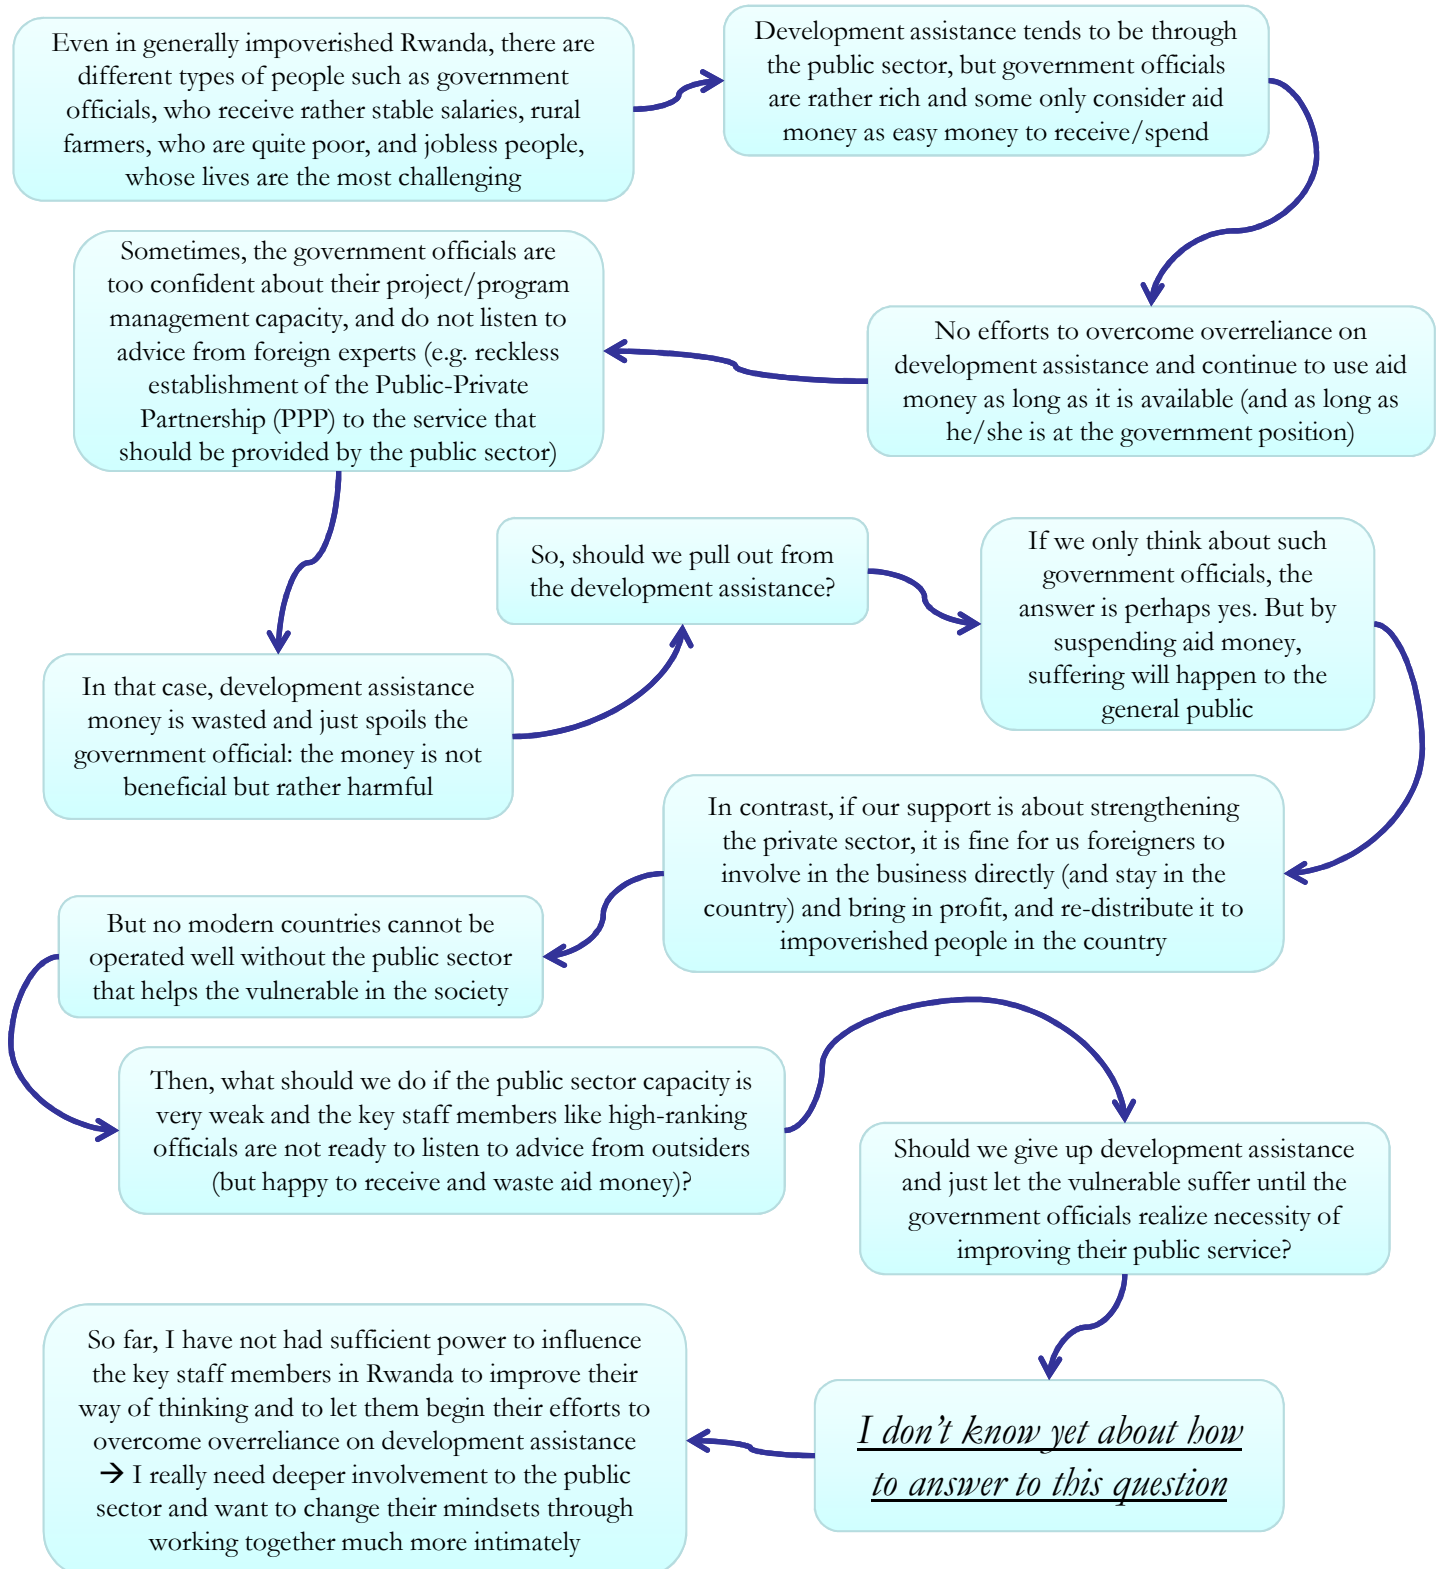 Even in generally impoverished Rwanda, there are
different types of people such as government
officials, who receive rather stable salaries, rural
farmers, who are quite poor, and jobless people,
whose lives are the most challenging
Development assistance tends to be through
the public sector, but government officials
are rather rich and some only consider aid
money as easy money to receive/spend
No efforts to overcome overreliance on
development assistance and continue to use aid
money as long as it is available (and as long as
he/she is at the government position)
Sometimes, the government officials are
too confident about their project/program
management capacity, and do not listen to
advice from foreign experts (e.g. reckless
establishment of the Public-Private
Partnership (PPP) to the service that
should be provided by the public sector)
In that case, development assistance
money is wasted and just spoils the
government official: the money is not
beneficial but rather harmful
So, should we pull out from
the development assistance?
If we only think about such
government officials, the
answer is perhaps yes. But by
suspending aid money,
suffering will happen to the
general public
In contrast, if our support is about strengthening
the private sector, it is fine for us foreigners to
involve in the business directly (and stay in the
country) and bring in profit, and re-distribute it to
impoverished people in the country
But no modern countries cannot be
operated well without the public sector
that helps the vulnerable in the society
Then, what should we do if the public sector capacity is
very weak and the key staff members like high-ranking
officials are not ready to listen to advice from outsiders
(but happy to receive and waste aid money)?
Should we give up development assistance
and just let the vulnerable suffer until the
government officials realize necessity of
improving their public service?
I don't know yet about how
to answer to this question
So far, I have not had sufficient power to influence
the key staff members in Rwanda to improve their
way of thinking and to let them begin their efforts to
overcome overreliance on development assistance
→ I really need deeper involvement to the public
sector and want to change their mindsets through
working together much more intimately